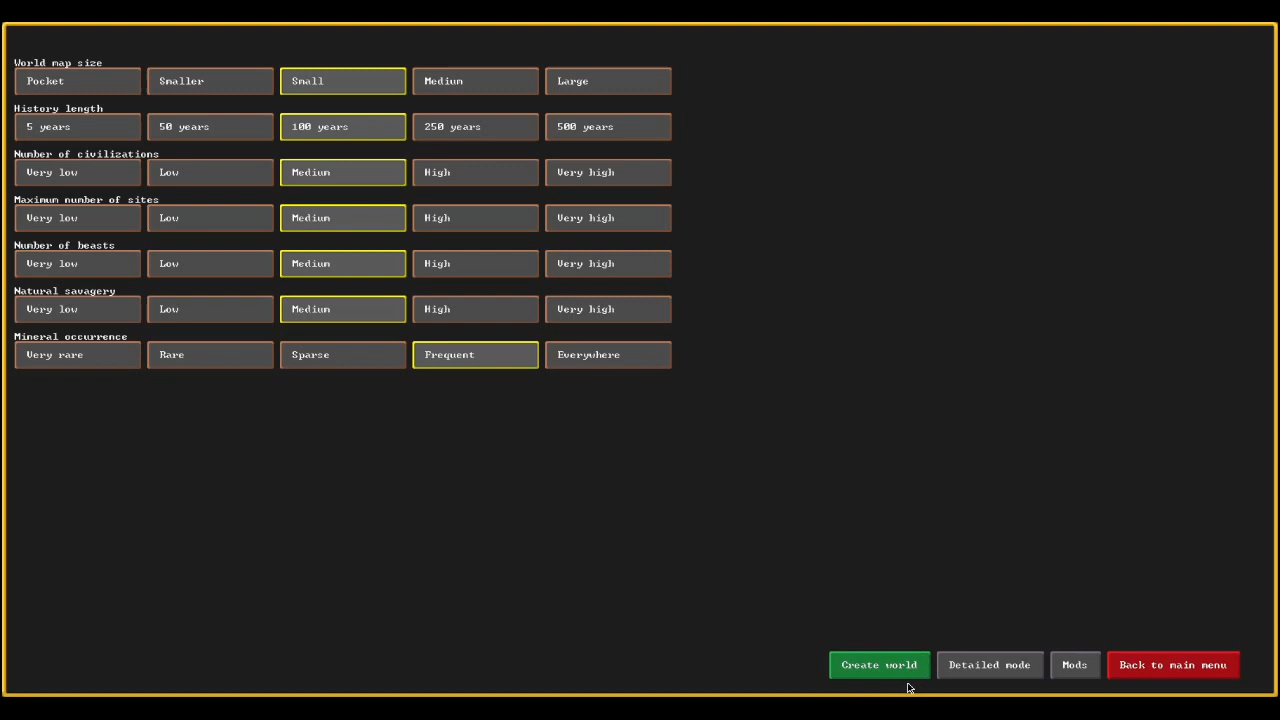 World map size
Pocket Smaller Small Medium Large
History length
5 years 50 years 100 years 250 years 500 years
Number of civilizations
Very low Low Medium High Very high
Maximum number of sites
Very low Low Medium High Very high
Number of beasts
Very low Low Medium High Very high
Natural savagery
Very low Low Medium High Very high
Mineral occurrence
Very rare Rare Sparse Frequent Everywhere
Create world Detailed mode Mods Back to main menu